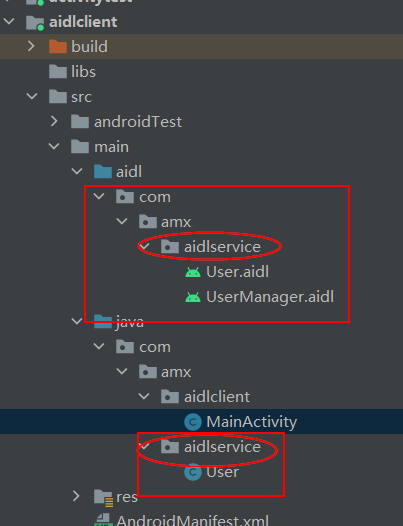 activitytest
aidlclient
build
libs
src
androidTest
main
aidl
com
amx
aidlservice
User.aidl
UserManager.aidl
java
com
amx
aidlclient
MainActivity
aidlservice
User
res
AndroidManifest.xml